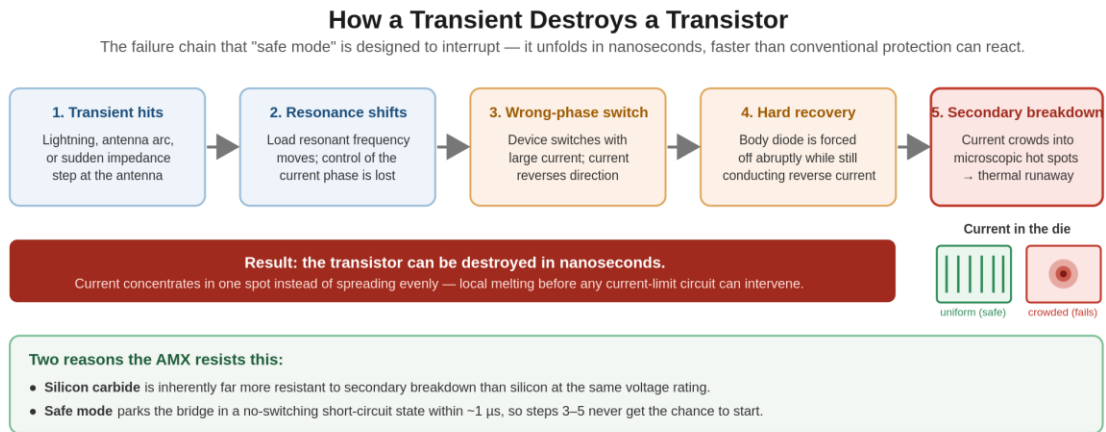 How a Transient Destroys a Transistor
The failure chain that "safe mode" is designed to interrupt — it unfolds in nanoseconds, faster than conventional protection can react.
1. Transient hits
Lightning, antenna arc,
or sudden impedance
step at the antenna
2. Resonance shifts
Load resonant frequency
moves; control of the
current phase is lost
3. Wrong-phase switch
Device switches with
large current; current
reverses direction
4. Hard recovery
Body diode is forced
off abruptly while still
conducting reverse current
5. Secondary breakdown
Current crowds into
microscopic hot spots
→ thermal runaway
Result: the transistor can be destroyed in nanoseconds.
Current concentrates in one spot instead of spreading evenly — local melting before any current-limit circuit can intervene.
Current in the die
uniform (safe)
crowded (fails)
Two reasons the AMX resists this:
● Silicon carbide is inherently far more resistant to secondary breakdown than silicon at the same voltage rating.
● Safe mode parks the bridge in a no-switching short-circuit state within ~1 µs, so steps 3–5 never get the chance to start.